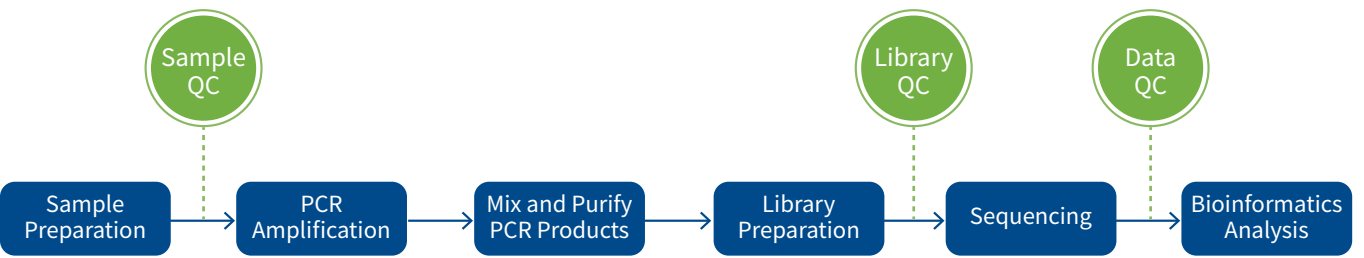 Sample
QC
Library
QC
Data
QC
Sample
Preparation
PCR
Amplification
Mix and Purify
PCR Products
Library
Preparation
Sequencing
Bioinformatics
Analysis